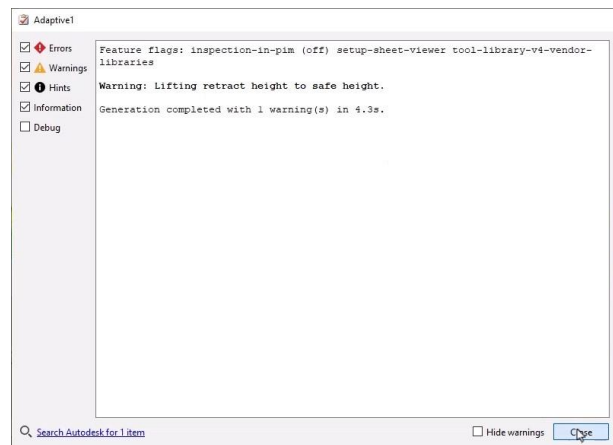 Adaptive1
Errors
Warnings
Hints
Information
Debug
Feature flags: inspection-in-pim (off) setup-sheet-viewer tool-library-v4-vendor-
libraries
Warning: Lifting retract height to safe height.
Generation completed with 1 warning(s) in 4.3s.
Search Autodesk for 1 item
Hide warnings
Close